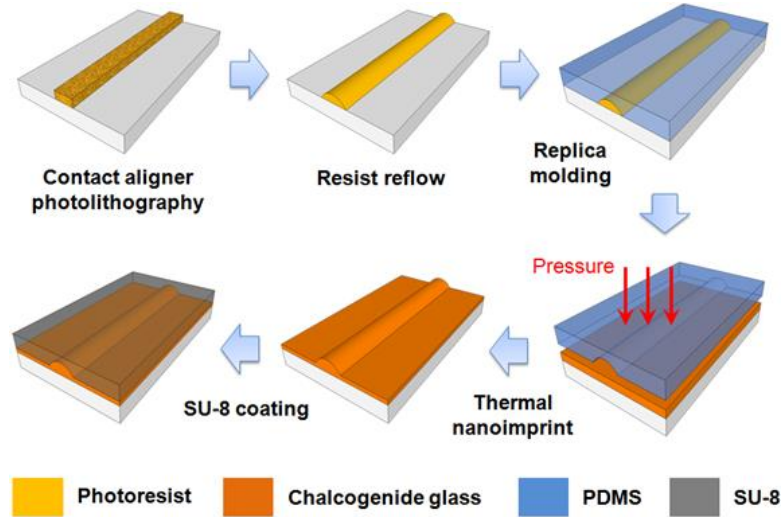 Contact aligner
photolithography
Resist reflow
Replica
molding
Pressure
Thermal
nanoimprint
SU-8 coating
Photoresist
Chalcogenide glass
PDMS
SU-8